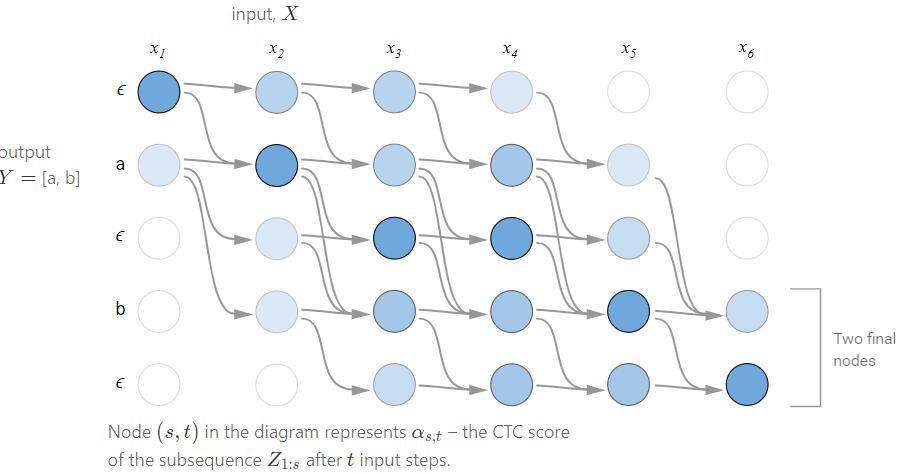 input, X
x1 x2 x3 x4 x5 x6
ϵ
output
a
Y = [a, b]
ϵ
b
Two final
nodes
ϵ
Node (s, t) in the diagram represents αs,t – the CTC score
of the subsequence Z1:s after t input steps.